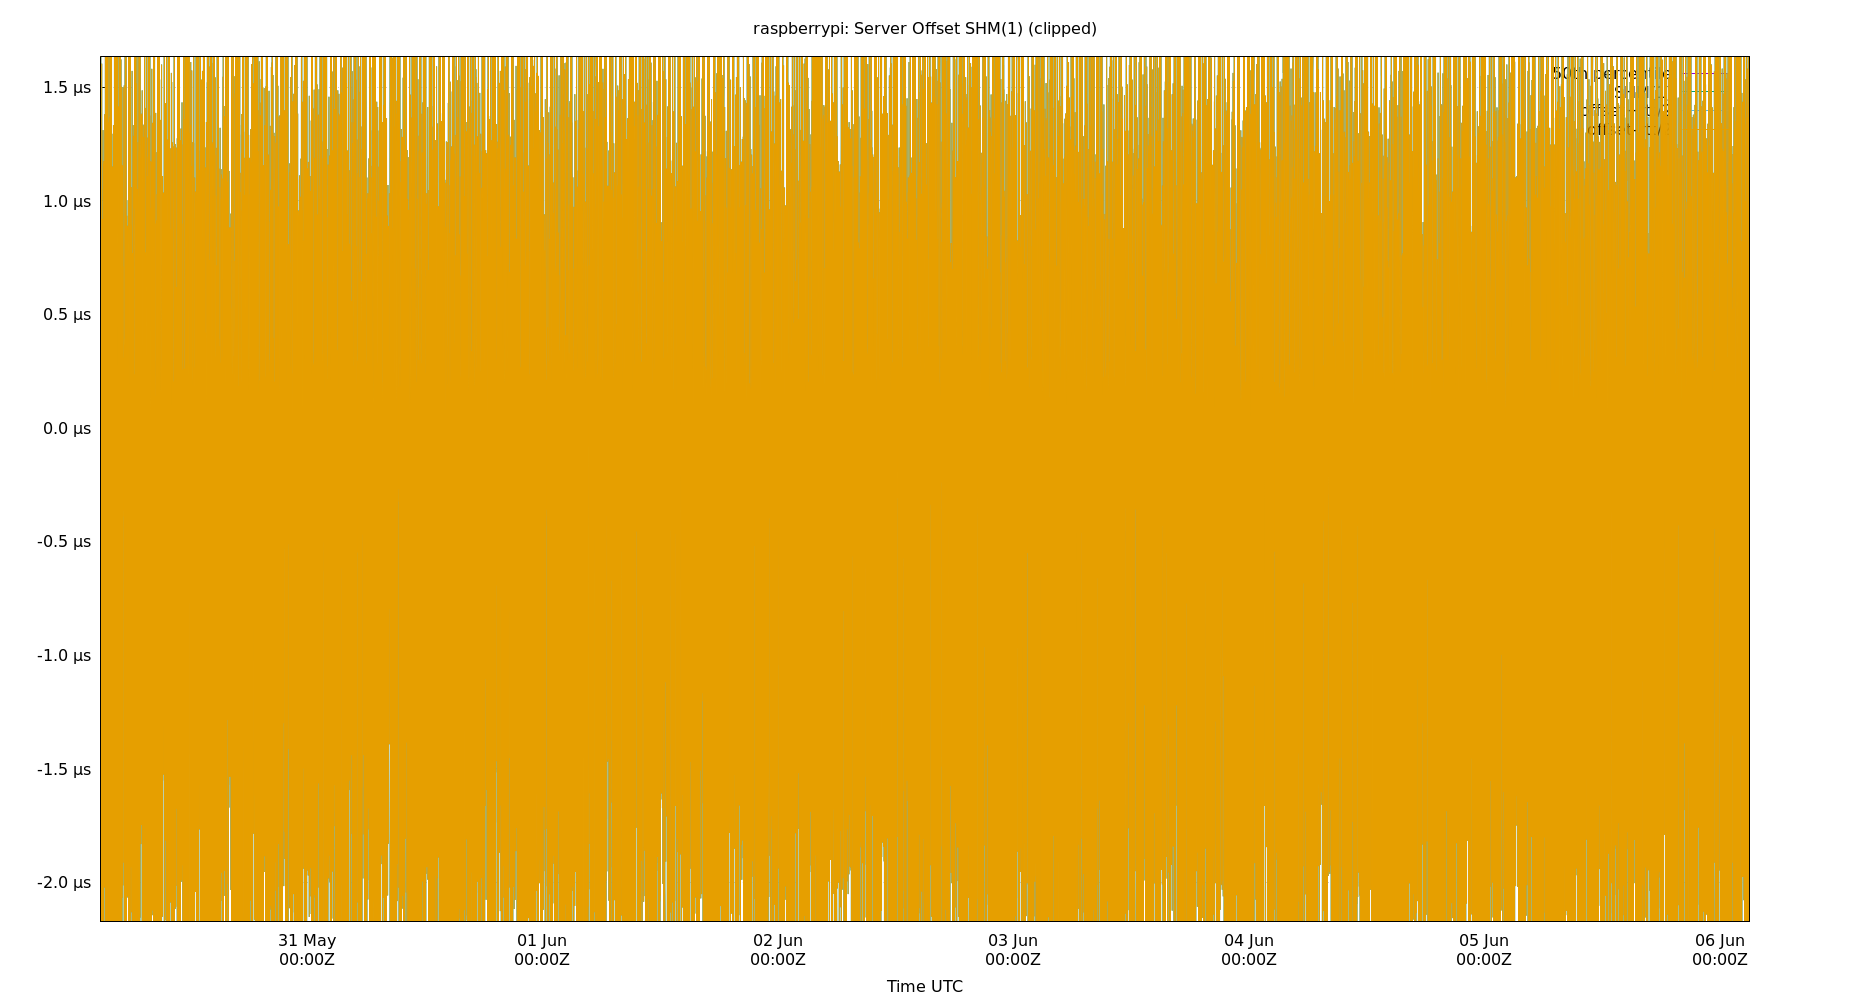 raspberrypi: Server Offset SHM(1) (clipped)
50th percentile
1.5 µs
1.0 µs
0.5 µs
0.0 µs
-0.5 µs
-1.0 µs
-1.5 µs
-2.0 µs
31 May 01 Jun 02 Jun 03 Jun 04 Jun 05 Jun 06 Jun
00:00Z 00:00Z 00:00Z 00:00Z 00:00Z 00:00Z 00:00Z
Time UTC